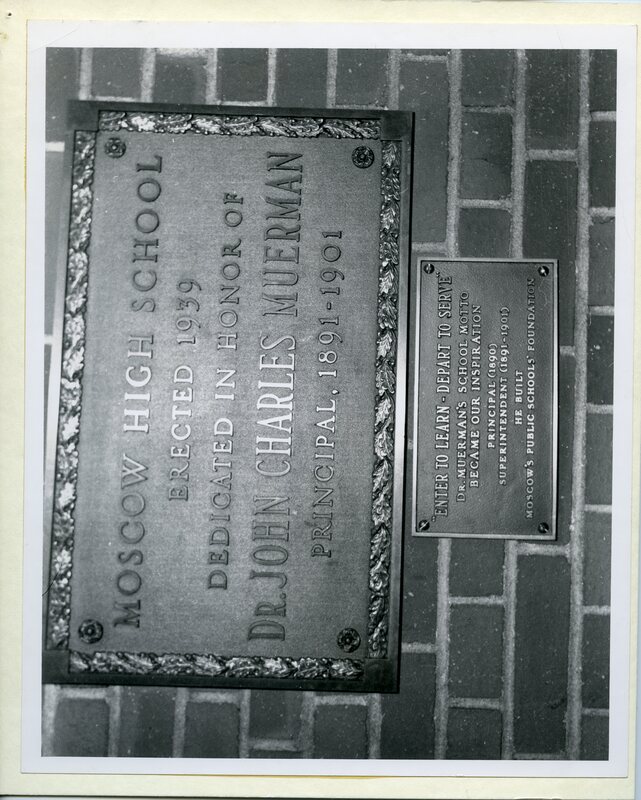 MOSCOW HIGH SCHOOL
ERECTED 1939
DEDICATED IN HONOR OF
DR. JOHN CHARLES MUERMAN
PRINCIPAL, 1891-1901
"ENTER TO LEARN - DEPART TO SERVE"
DR. MUERMAN'S SCHOOL MOTTO
BECAME OUR INSPIRATION
PRINCIPAL (1890)
SUPERINTENDENT (1891-1901)
HE BUILT
MOSCOW'S PUBLIC SCHOOLS' FOUNDATION